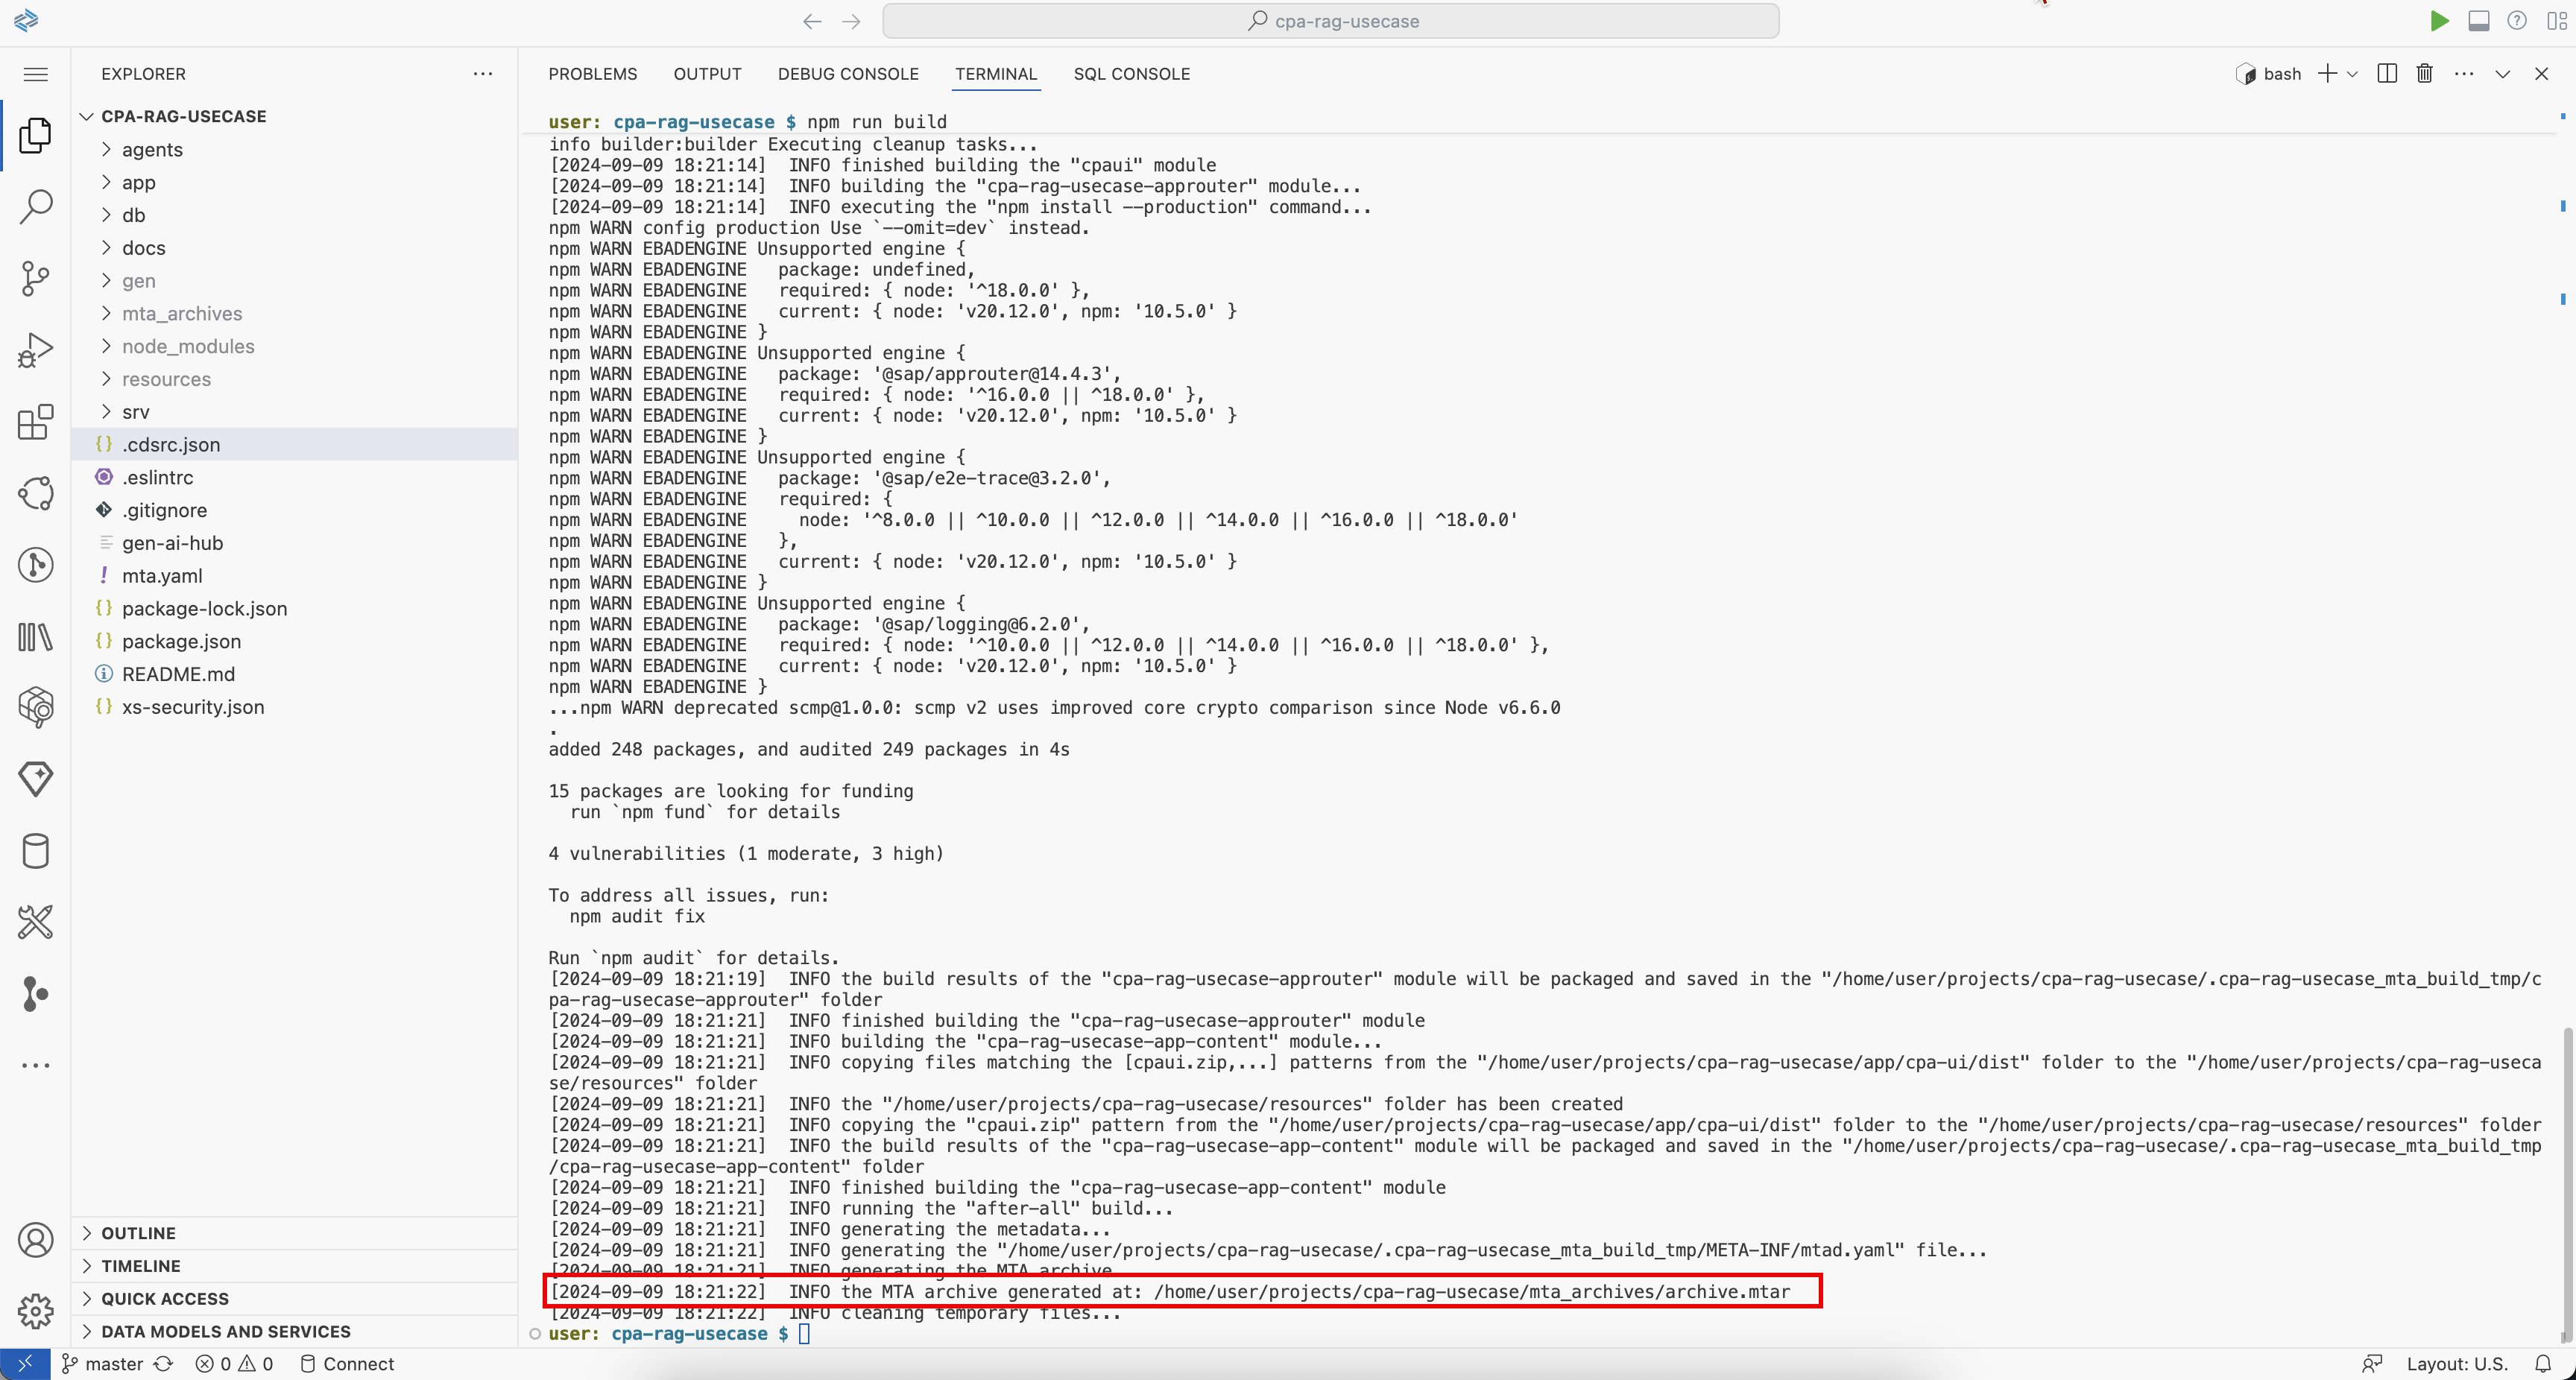 cpa-rag-usecase
EXPLORER
CPA-RAG-USECASE
agents
app
db
docs
gen
mta_archives
node_modules
resources
srv
{} .cdsrc.json
.eslintrc
.gitignore
gen-ai-hub
! mta.yaml
{} package-lock.json
{} package.json
README.md
{} xs-security.json
OUTLINE
TIMELINE
QUICK ACCESS
DATA MODELS AND SERVICES
PROBLEMS OUTPUT DEBUG CONSOLE TERMINAL SQL CONSOLE
bash
user: cpa-rag-usecase $ npm run build
info builder:builder Executing cleanup tasks...
[2024-09-09 18:21:14]  INFO finished building the "cpaui" module
[2024-09-09 18:21:14]  INFO building the "cpa-rag-usecase-approuter" module...
[2024-09-09 18:21:14]  INFO executing the "npm install --production" command...
npm WARN config production Use `--omit=dev` instead.
npm WARN EBADENGINE Unsupported engine {
npm WARN EBADENGINE   package: undefined,
npm WARN EBADENGINE   required: { node: '^18.0.0' },
npm WARN EBADENGINE   current: { node: 'v20.12.0', npm: '10.5.0' }
npm WARN EBADENGINE }
npm WARN EBADENGINE Unsupported engine {
npm WARN EBADENGINE   package: '@sap/approuter@14.4.3',
npm WARN EBADENGINE   required: { node: '^16.0.0 || ^18.0.0' },
npm WARN EBADENGINE   current: { node: 'v20.12.0', npm: '10.5.0' }
npm WARN EBADENGINE }
npm WARN EBADENGINE Unsupported engine {
npm WARN EBADENGINE   package: '@sap/e2e-trace@3.2.0',
npm WARN EBADENGINE   required: {
npm WARN EBADENGINE     node: '^8.0.0 || ^10.0.0 || ^12.0.0 || ^14.0.0 || ^16.0.0 || ^18.0.0'
npm WARN EBADENGINE   },
npm WARN EBADENGINE   current: { node: 'v20.12.0', npm: '10.5.0' }
npm WARN EBADENGINE }
npm WARN EBADENGINE Unsupported engine {
npm WARN EBADENGINE   package: '@sap/logging@6.2.0',
npm WARN EBADENGINE   required: { node: '^10.0.0 || ^12.0.0 || ^14.0.0 || ^16.0.0 || ^18.0.0' },
npm WARN EBADENGINE   current: { node: 'v20.12.0', npm: '10.5.0' }
npm WARN EBADENGINE }
...npm WARN deprecated scmp@1.0.0: scmp v2 uses improved core crypto comparison since Node v6.6.0
.
added 248 packages, and audited 249 packages in 4s
15 packages are looking for funding
  run `npm fund` for details
4 vulnerabilities (1 moderate, 3 high)
To address all issues, run:
  npm audit fix
Run `npm audit` for details.
[2024-09-09 18:21:19]  INFO the build results of the "cpa-rag-usecase-approuter" module will be packaged and saved in the "/home/user/projects/cpa-rag-usecase/.cpa-rag-usecase_mta_build_tmp/c
pa-rag-usecase-approuter" folder
[2024-09-09 18:21:21]  INFO finished building the "cpa-rag-usecase-approuter" module
[2024-09-09 18:21:21]  INFO building the "cpa-rag-usecase-app-content" module...
[2024-09-09 18:21:21]  INFO copying files matching the [cpaui.zip,...] patterns from the "/home/user/projects/cpa-rag-usecase/app/cpa-ui/dist" folder to the "/home/user/projects/cpa-rag-useca
se/resources" folder
[2024-09-09 18:21:21]  INFO the "/home/user/projects/cpa-rag-usecase/resources" folder has been created
[2024-09-09 18:21:21]  INFO copying the "cpaui.zip" pattern from the "/home/user/projects/cpa-rag-usecase/app/cpa-ui/dist" folder to the "/home/user/projects/cpa-rag-usecase/resources" folder
[2024-09-09 18:21:21]  INFO the build results of the "cpa-rag-usecase-app-content" module will be packaged and saved in the "/home/user/projects/cpa-rag-usecase/.cpa-rag-usecase_mta_build_tmp
/cpa-rag-usecase-app-content" folder
[2024-09-09 18:21:21]  INFO finished building the "cpa-rag-usecase-app-content" module
[2024-09-09 18:21:21]  INFO running the "after-all" build...
[2024-09-09 18:21:21]  INFO generating the metadata...
[2024-09-09 18:21:21]  INFO generating the "/home/user/projects/cpa-rag-usecase/.cpa-rag-usecase_mta_build_tmp/META-INF/mtad.yaml" file...
[2024-09-09 18:21:21]  INFO generating the MTA archive
[2024-09-09 18:21:22]  INFO the MTA archive generated at: /home/user/projects/cpa-rag-usecase/mta_archives/archive.mtar
[2024-09-09 18:21:22]  INFO cleaning temporary files...
user: cpa-rag-usecase $
master 0 0 Connect Layout: U.S.